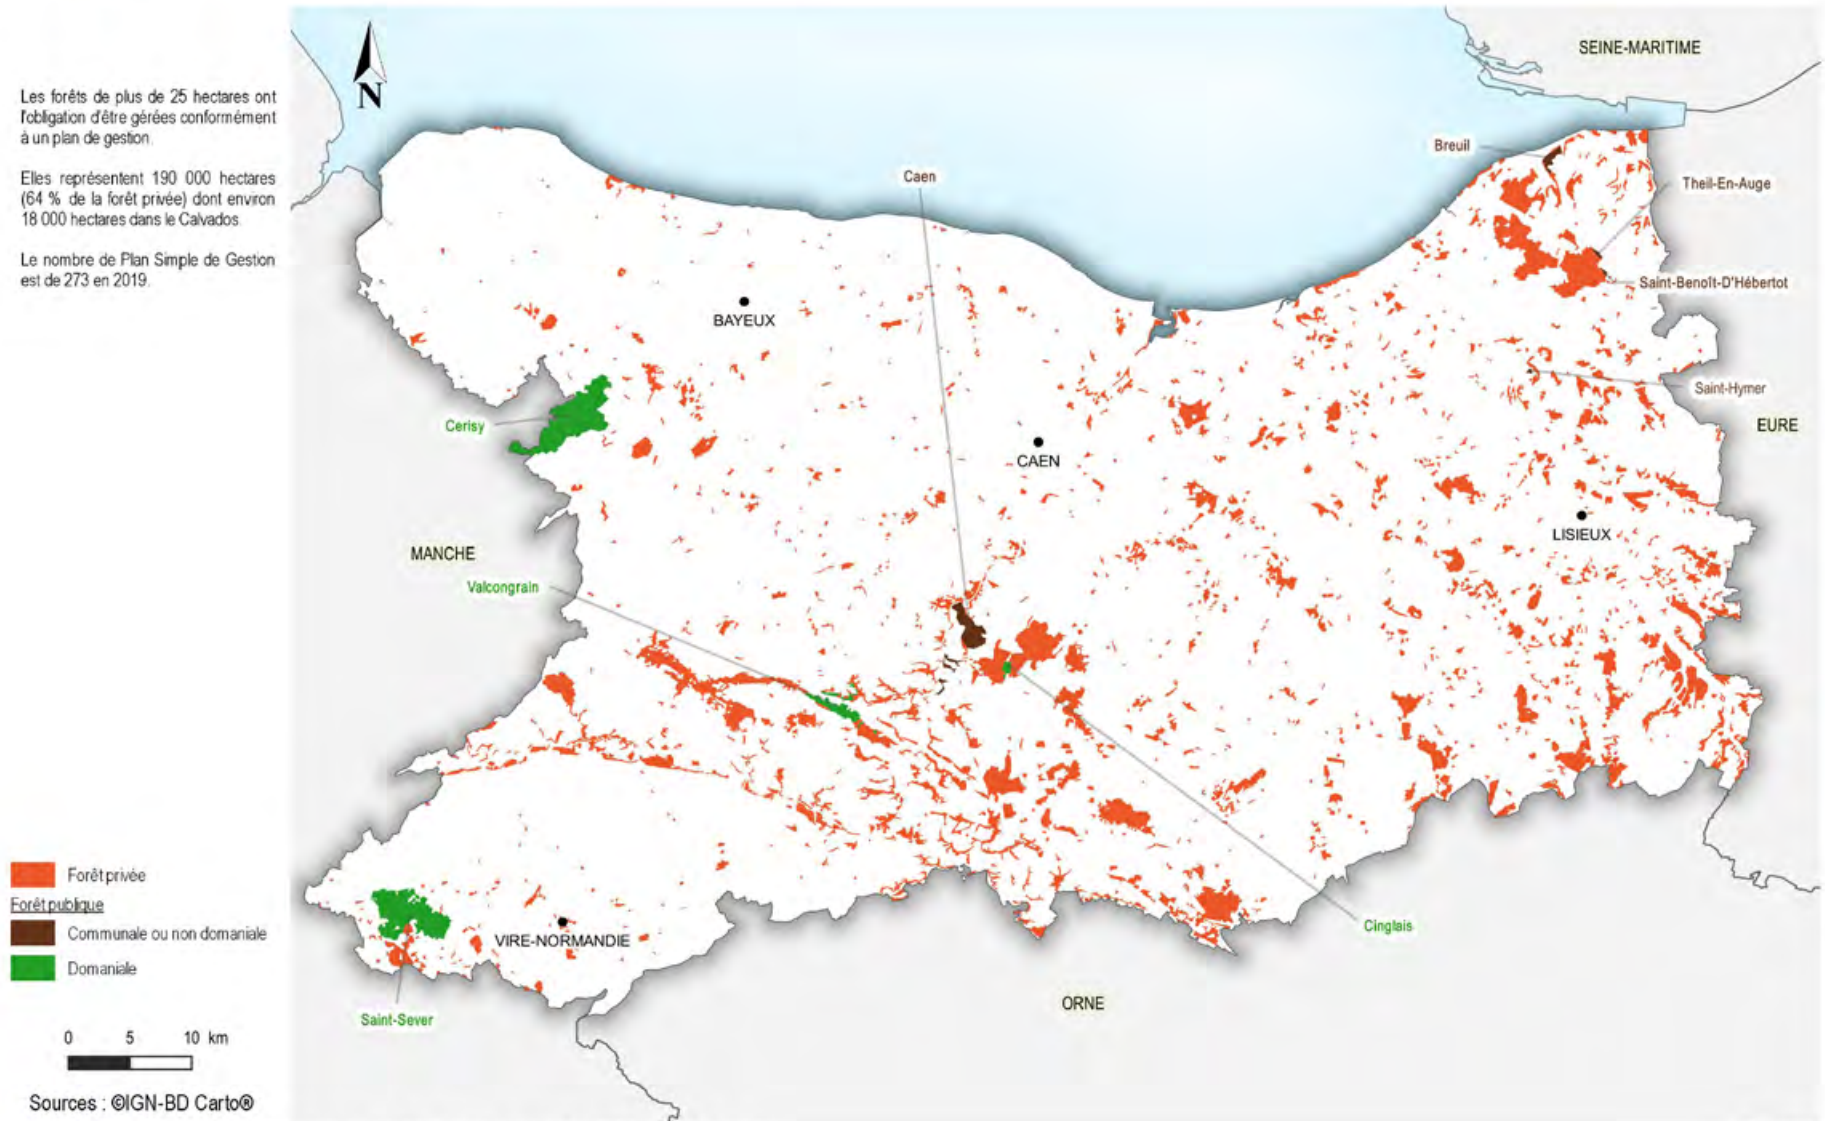 Les forêts de plus de 25 hectares ont
l'obligation d'être gérées conformément
à un plan de gestion.
Elles représentent 190 000 hectares
(64 % de la forêt privée) dont environ
18 000 hectares dans le Calvados.
Le nombre de Plan Simple de Gestion
est de 273 en 2019.
N
SEINE-MARITIME
Breuil
Caen
Theil-En-Auge
Saint-Benoît-D'Hébertot
BAYEUX
Saint-Hymer
Cerisy
EURE
CAEN
LISIEUX
MANCHE
Valcongrain
Forêt privée
Forêt publique
Communale ou non domaniale
Domaniale
VIRE-NORMANDIE
Cinglais
ORNE
Saint-Sever
0 5 10 km
Sources : ©IGN-BD Carto®